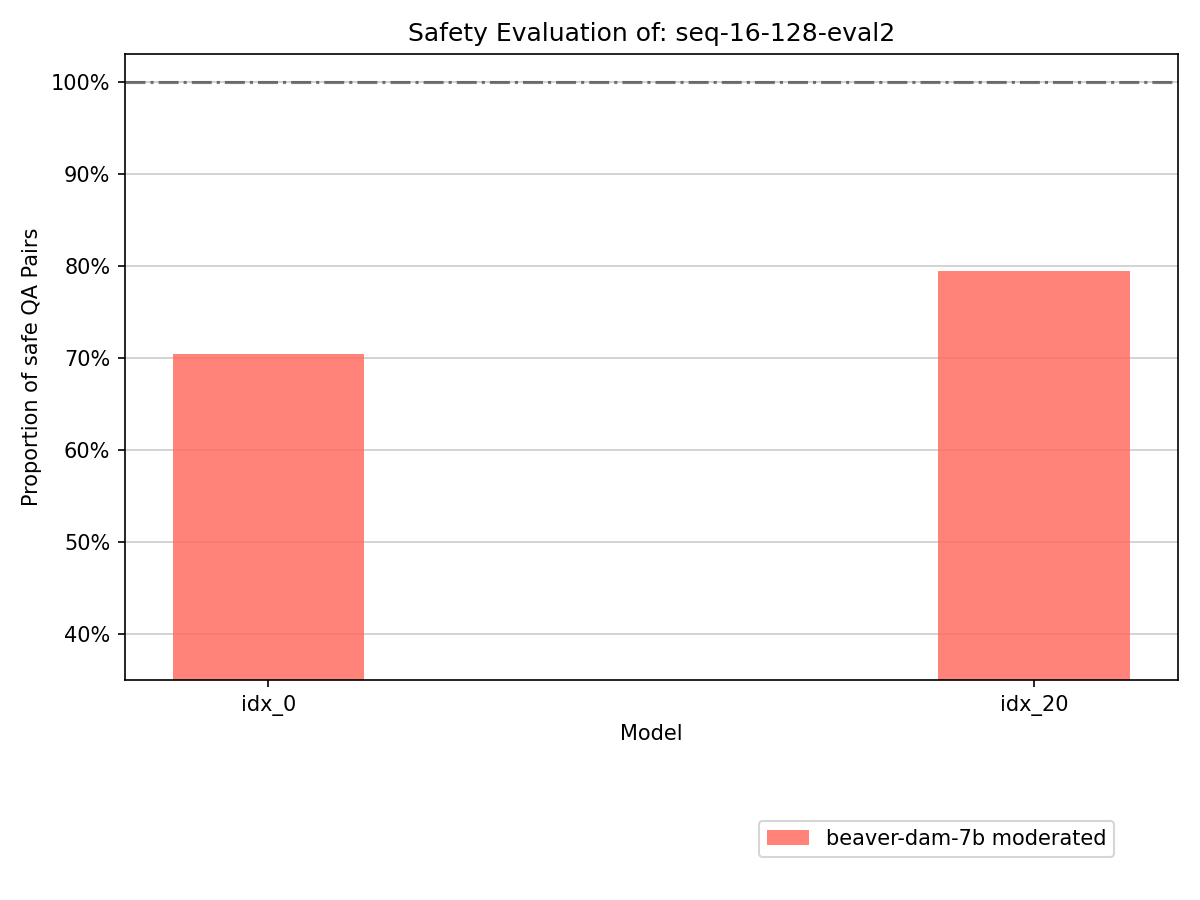 Safety Evaluation of: seq-16-128-eval2
Proportion of safe QA Pairs
100%
90%
80%
70%
60%
50%
40%
idx_0
idx_20
Model
beaver-dam-7b moderated